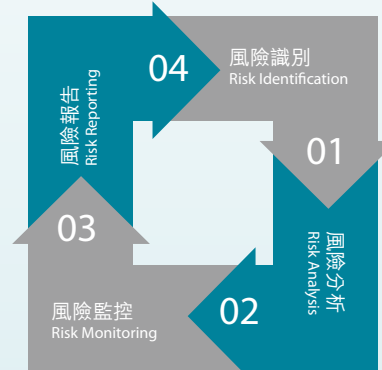 04
風險識別
Risk Identification
01
風險分析
Risk Analysis
02
風險監控
Risk Monitoring
03
風險報告
Risk Reporting